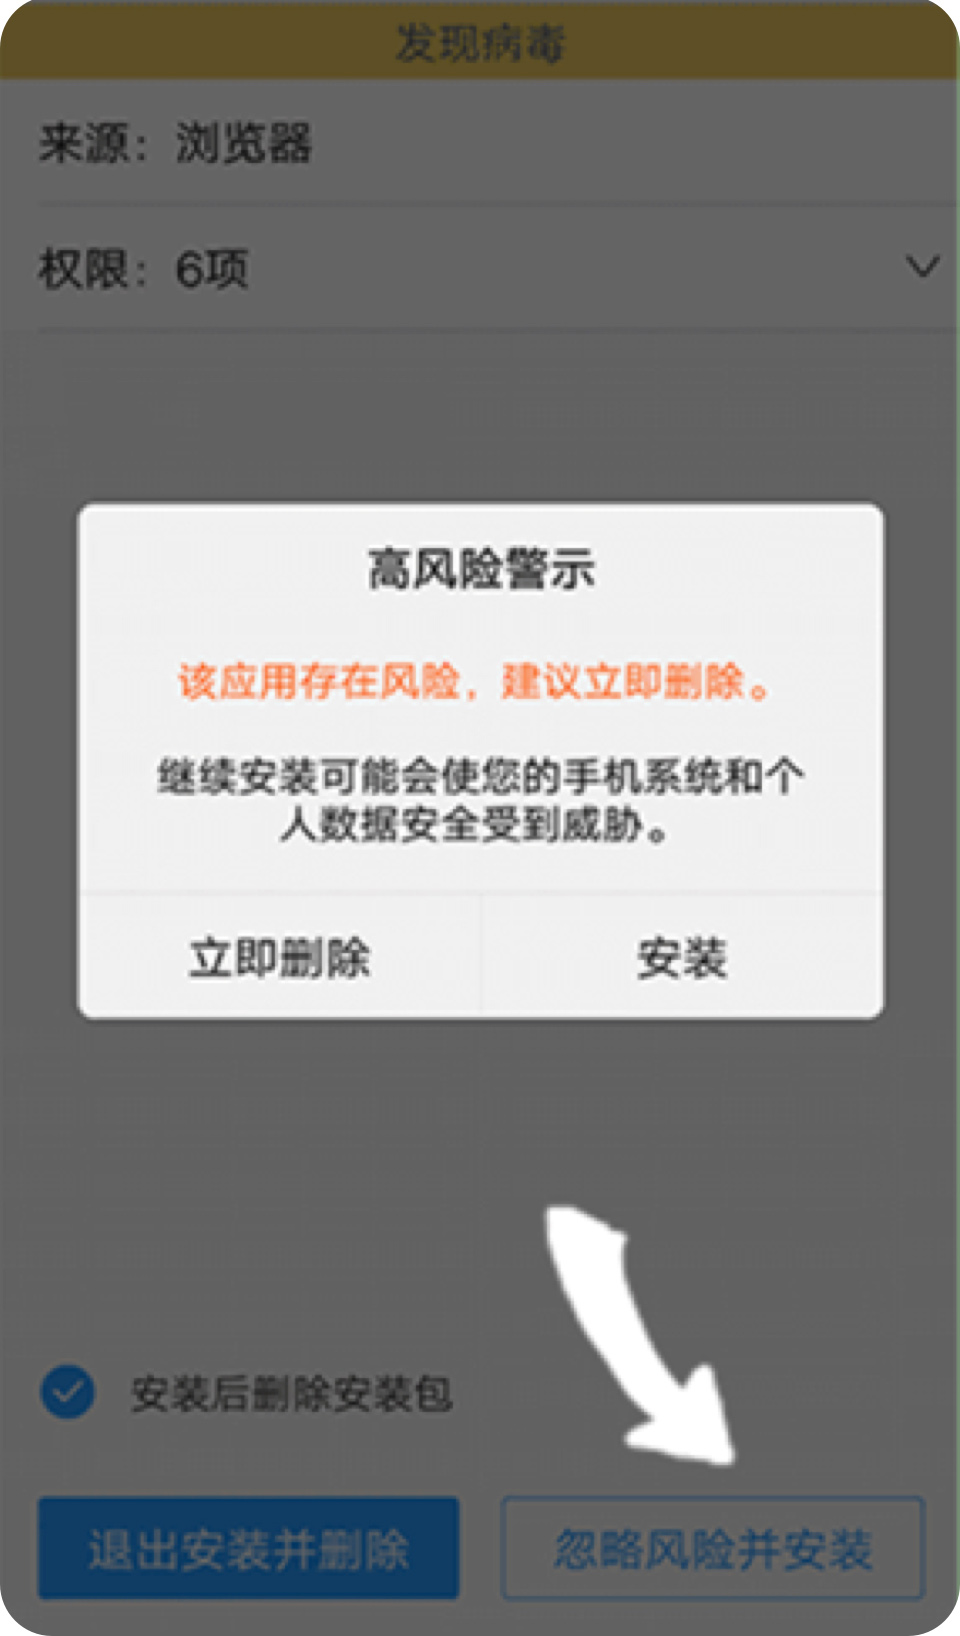 发现病毒
来源：浏览器
权限：6项
高风险警示
该应用存在风险，建议立即删除。
继续安装可能会使您的手机系统和个
人数据安全受到威胁。
立即删除 安装
安装后删除安装包
退出安装并删除 忽略风险并安装